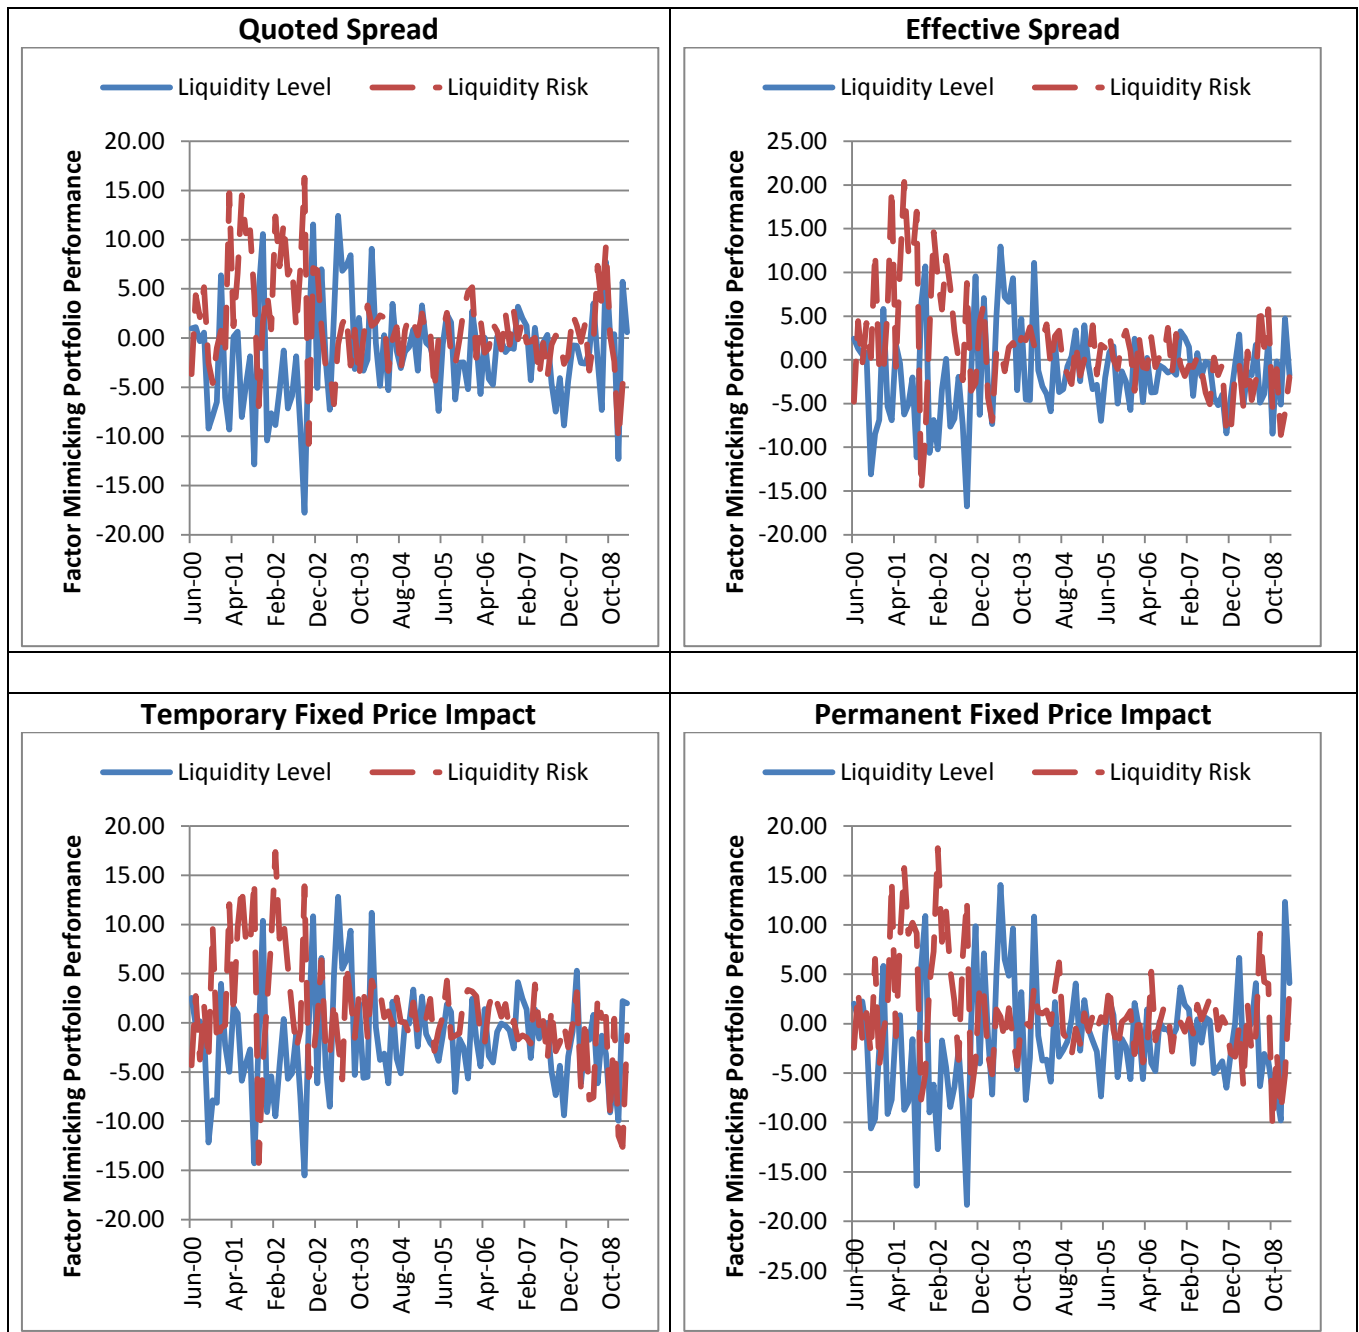 Quoted Spread
Liquidity Level
Liquidity Risk
Factor Mimicking Portfolio Performance
20.00
15.00
10.00
5.00
0.00
-5.00
-10.00
-15.00
-20.00
Jun-00
Apr-01
Feb-02
Dec-02
Oct-03
Aug-04
Jun-05
Apr-06
Feb-07
Dec-07
Oct-08
Effective Spread
Liquidity Level
Liquidity Risk
Factor Mimicking Portfolio Performance
25.00
20.00
15.00
10.00
5.00
0.00
-5.00
-10.00
-15.00
-20.00
Jun-00
Apr-01
Feb-02
Dec-02
Oct-03
Aug-04
Jun-05
Apr-06
Feb-07
Dec-07
Oct-08
Temporary Fixed Price Impact
Liquidity Level
Liquidity Risk
Factor Mimicking Portfolio Performance
20.00
15.00
10.00
5.00
0.00
-5.00
-10.00
-15.00
-20.00
Jun-00
Apr-01
Feb-02
Dec-02
Oct-03
Aug-04
Jun-05
Apr-06
Feb-07
Dec-07
Oct-08
Permanent Fixed Price Impact
Liquidity Level
Liquidity Risk
Factor Mimicking Portfolio Performance
20.00
15.00
10.00
5.00
0.00
-5.00
-10.00
-15.00
-20.00
-25.00
Jun-00
Apr-01
Feb-02
Dec-02
Oct-03
Aug-04
Jun-05
Apr-06
Feb-07
Dec-07
Oct-08